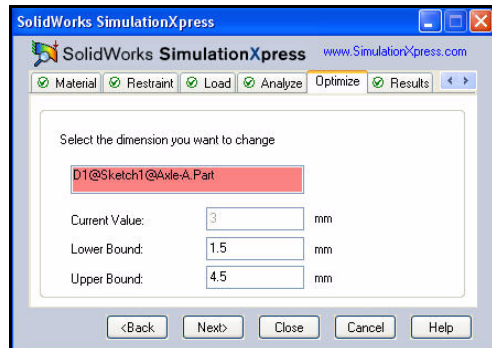 SolidWorks SimulationXpress
SolidWorks SimulationXpress www.SimulationXpress.com
Material Restraint Load Analyze Optimize Results
Select the dimension you want to change
D1@Sketch1@Axle-A.Part
Current Value: 3 mm
Lower Bound: 1.5 mm
Upper Bound: 4.5 mm
<Back Next> Close Cancel Help